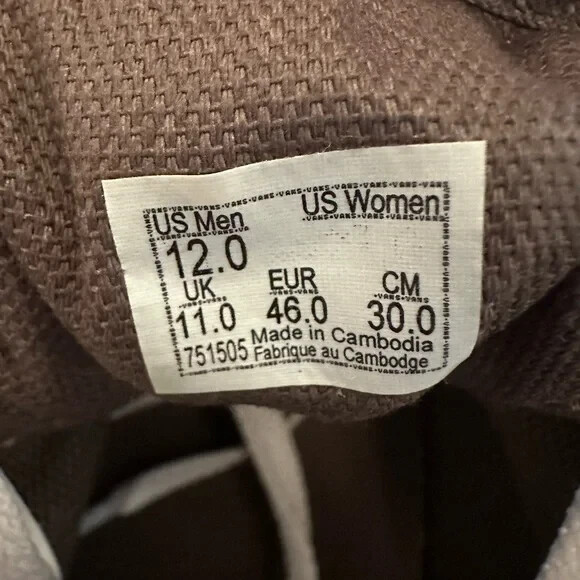 US Men US Women
12.0
UK EUR CM
11.0 46.0 30.0
Made in Cambodia
751505 Fabrique au Cambodge